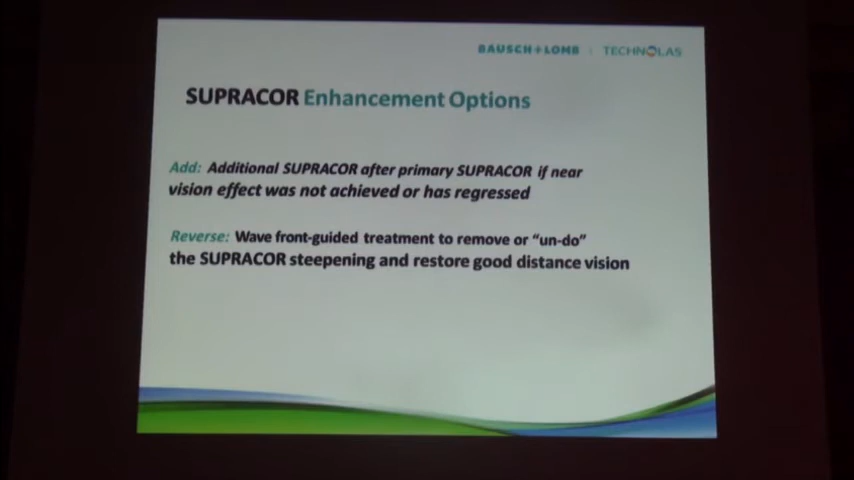 BAUSCH + LOMB | TECHNOLAS
SUPRACOR Enhancement Options
Add: Additional SUPRACOR after primary SUPRACOR if near
vision effect was not achieved or has regressed
Reverse: Wave front-guided treatment to remove or “un-do”
the SUPRACOR steepening and restore good distance vision